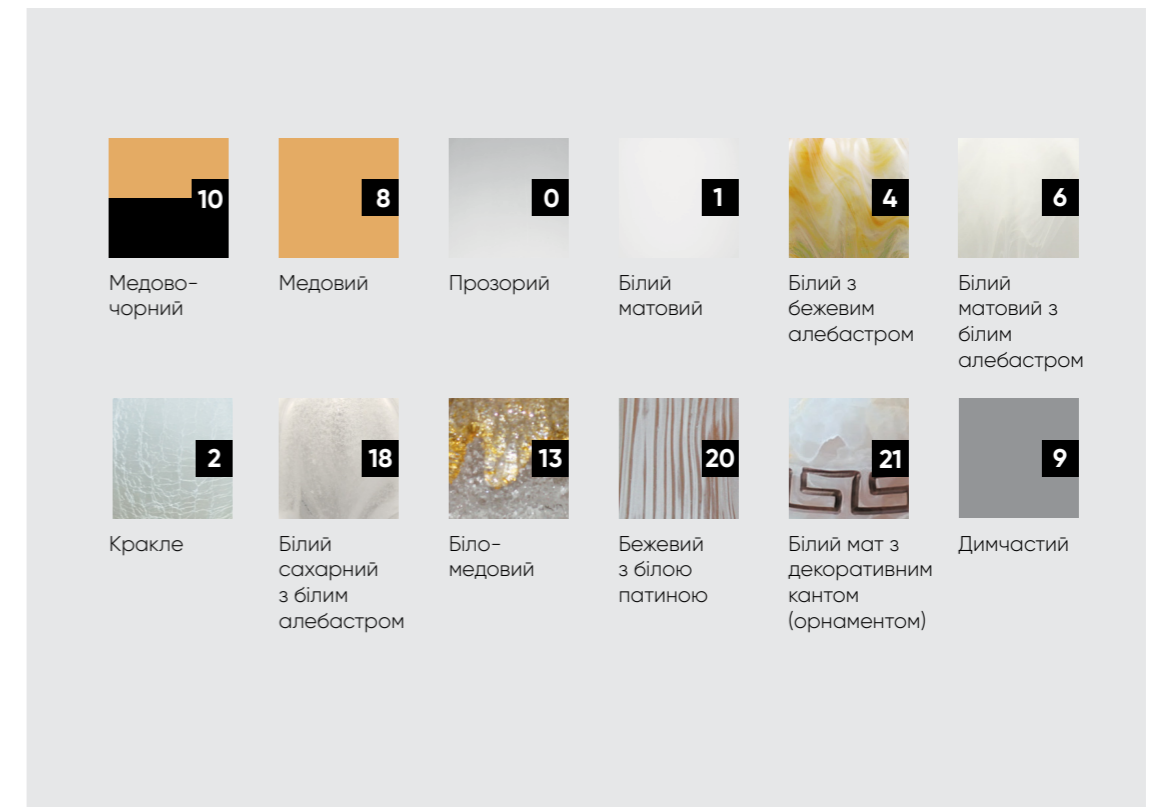 10
Медово-
чорний
8
Медовий
0
Прозорий
1
Білий
матовий
4
Білий з
бежевим
алебастром
6
Білий
матовий з
білим
алебастром
2
Кракле
18
Білий
сахарний
з білим
алебастром
13
Біло-
медовий
20
Бежевий
з білою
патиною
21
Білий мат з
декоративним
кантом
(орнаментом)
9
Димчастий